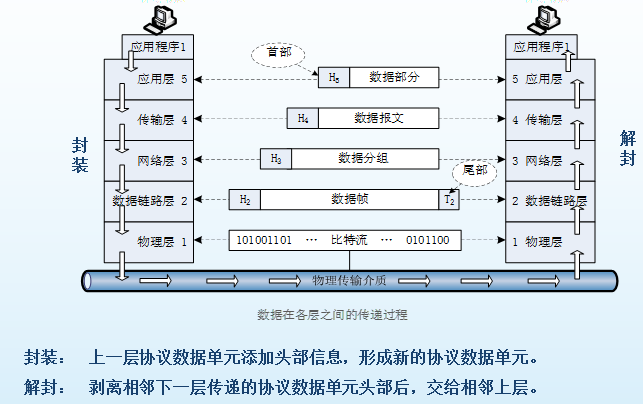 应用程序1
应用程序1
首部
应用层 5
H5 数据部分
5 应用层
传输层 4
H4 数据报文
4 传输层
封装
解封
网络层 3
H3 数据分组
3 网络层
尾部
数据链路层 2
H2 数据帧 T2
2 数据链路层
物理层 1
101001101 … 比特流 … 0101100
1 物理层
物理传输介质
数据在各层之间的传递过程
封装： 上一层协议数据单元添加头部信息，形成新的协议数据单元。
解封： 剥离相邻下一层传递的协议数据单元头部后，交给相邻上层。